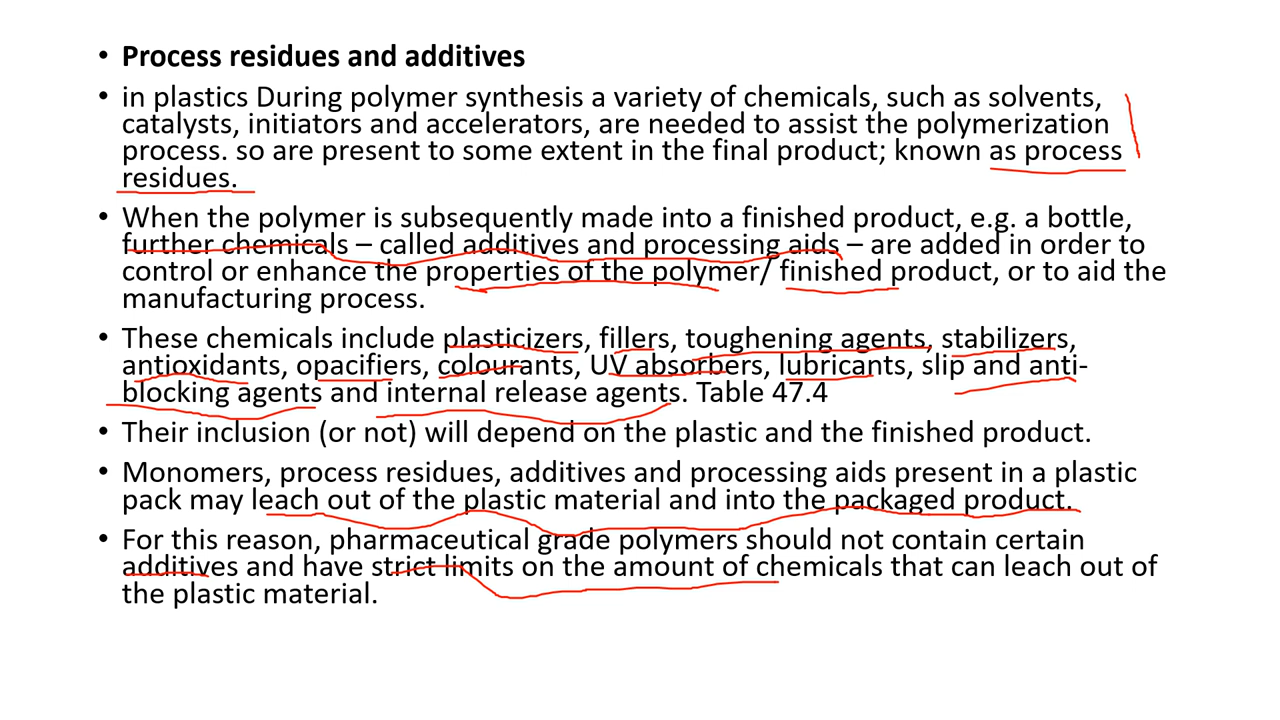 • Process residues and additives
• in plastics During polymer synthesis a variety of chemicals, such as solvents,
catalysts, initiators and accelerators, are needed to assist the polymerization
process. so are present to some extent in the final product; known as process
residues.
• When the polymer is subsequently made into a finished product, e.g. a bottle,
further chemicals – called additives and processing aids – are added in order to
control or enhance the properties of the polymer/ finished product, or to aid the
manufacturing process.
• These chemicals include plasticizers, fillers, toughening agents, stabilizers,
antioxidants, opacifiers, colourants, UV absorbers, lubricants, slip and anti-
blocking agents and internal release agents. Table 47.4
• Their inclusion (or not) will depend on the plastic and the finished product.
• Monomers, process residues, additives and processing aids present in a plastic
pack may leach out of the plastic material and into the packaged product.
• For this reason, pharmaceutical grade polymers should not contain certain
additives and have strict limits on the amount of chemicals that can leach out of
the plastic material.